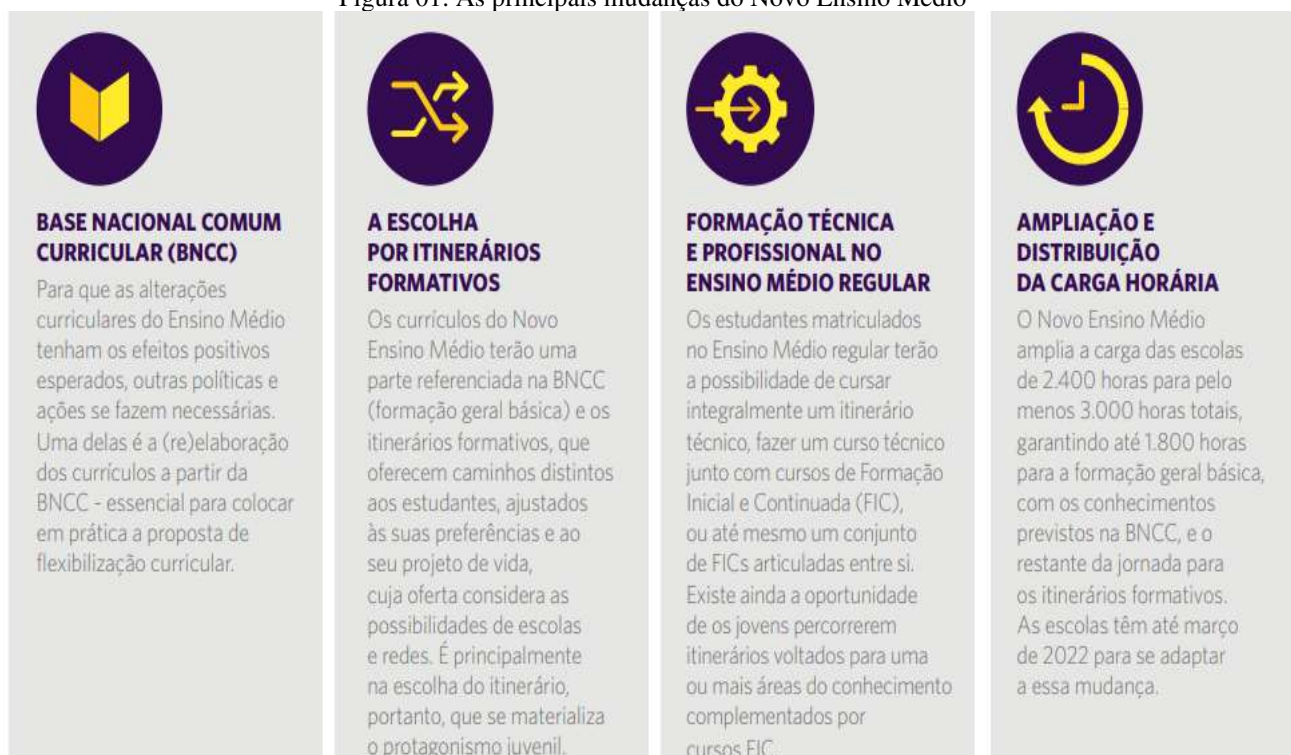 Figura 01: As principais mudanças do Novo Ensino Médio
BASE NACIONAL COMUM
CURRICULAR (BNCC)
Para que as alterações
curriculares do Ensino Médio
tenham os efeitos positivos
esperados, outras políticas e
ações se fazem necessárias.
Uma delas é a (re)elaboração
dos currículos a partir da
BNCC - essencial para colocar
em prática a proposta de
flexibilização curricular.
A ESCOLHA
POR ITINERÁRIOS
FORMATIVOS
Os currículos do Novo
Ensino Médio terão uma
parte referenciada na BNCC
(formação geral básica) e os
itinerários formativos, que
oferecem caminhos distintos
aos estudantes, ajustados
às suas preferências e ao
seu projeto de vida,
cuja oferta considera as
possibilidades de escolas
e redes. É principalmente
na escolha do itinerário,
portanto, que se materializa
o protagonismo juvenil.
FORMAÇÃO TÉCNICA
E PROFISSIONAL NO
ENSINO MÉDIO REGULAR
Os estudantes matriculados
no Ensino Médio regular terão
a possibilidade de cursar
integralmente um itinerário
técnico, fazer um curso técnico
junto com cursos de Formação
Inicial e Continuada (FIC),
ou até mesmo um conjunto
de FICs articuladas entre si.
Existe ainda a oportunidade
de os jovens percorrerem
itinerários voltados para uma
ou mais áreas do conhecimento
complementados por
cursos FIC.
AMPLIAÇÃO E
DISTRIBUIÇÃO
DA CARGA HORÁRIA
O Novo Ensino Médio
amplia a carga das escolas
de 2.400 horas para pelo
menos 3.000 horas totais,
garantindo até 1.800 horas
para a formação geral básica,
com os conhecimentos
previstos na BNCC, e o
restante da jornada para
os itinerários formativos.
As escolas têm até março
de 2022 para se adaptar
a essa mudança.